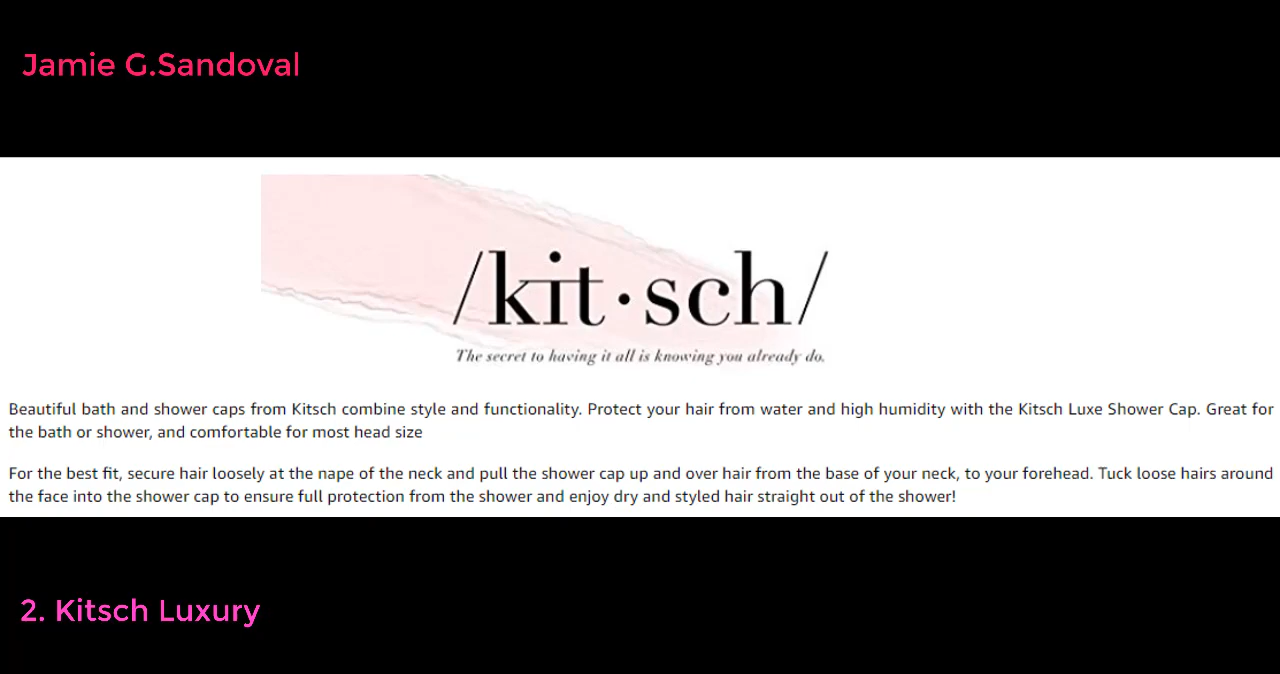 Jamie G.Sandoval
/kit·sch/
The secret to having it all is knowing you already do.
Beautiful bath and shower caps from Kitsch combine style and functionality. Protect your hair from water and high humidity with the Kitsch Luxe Shower Cap. Great for
the bath or shower, and comfortable for most head size
For the best fit, secure hair loosely at the nape of the neck and pull the shower cap up and over hair from the base of your neck, to your forehead. Tuck loose hairs around
the face into the shower cap to ensure full protection from the shower and enjoy dry and styled hair straight out of the shower!
2. Kitsch Luxury